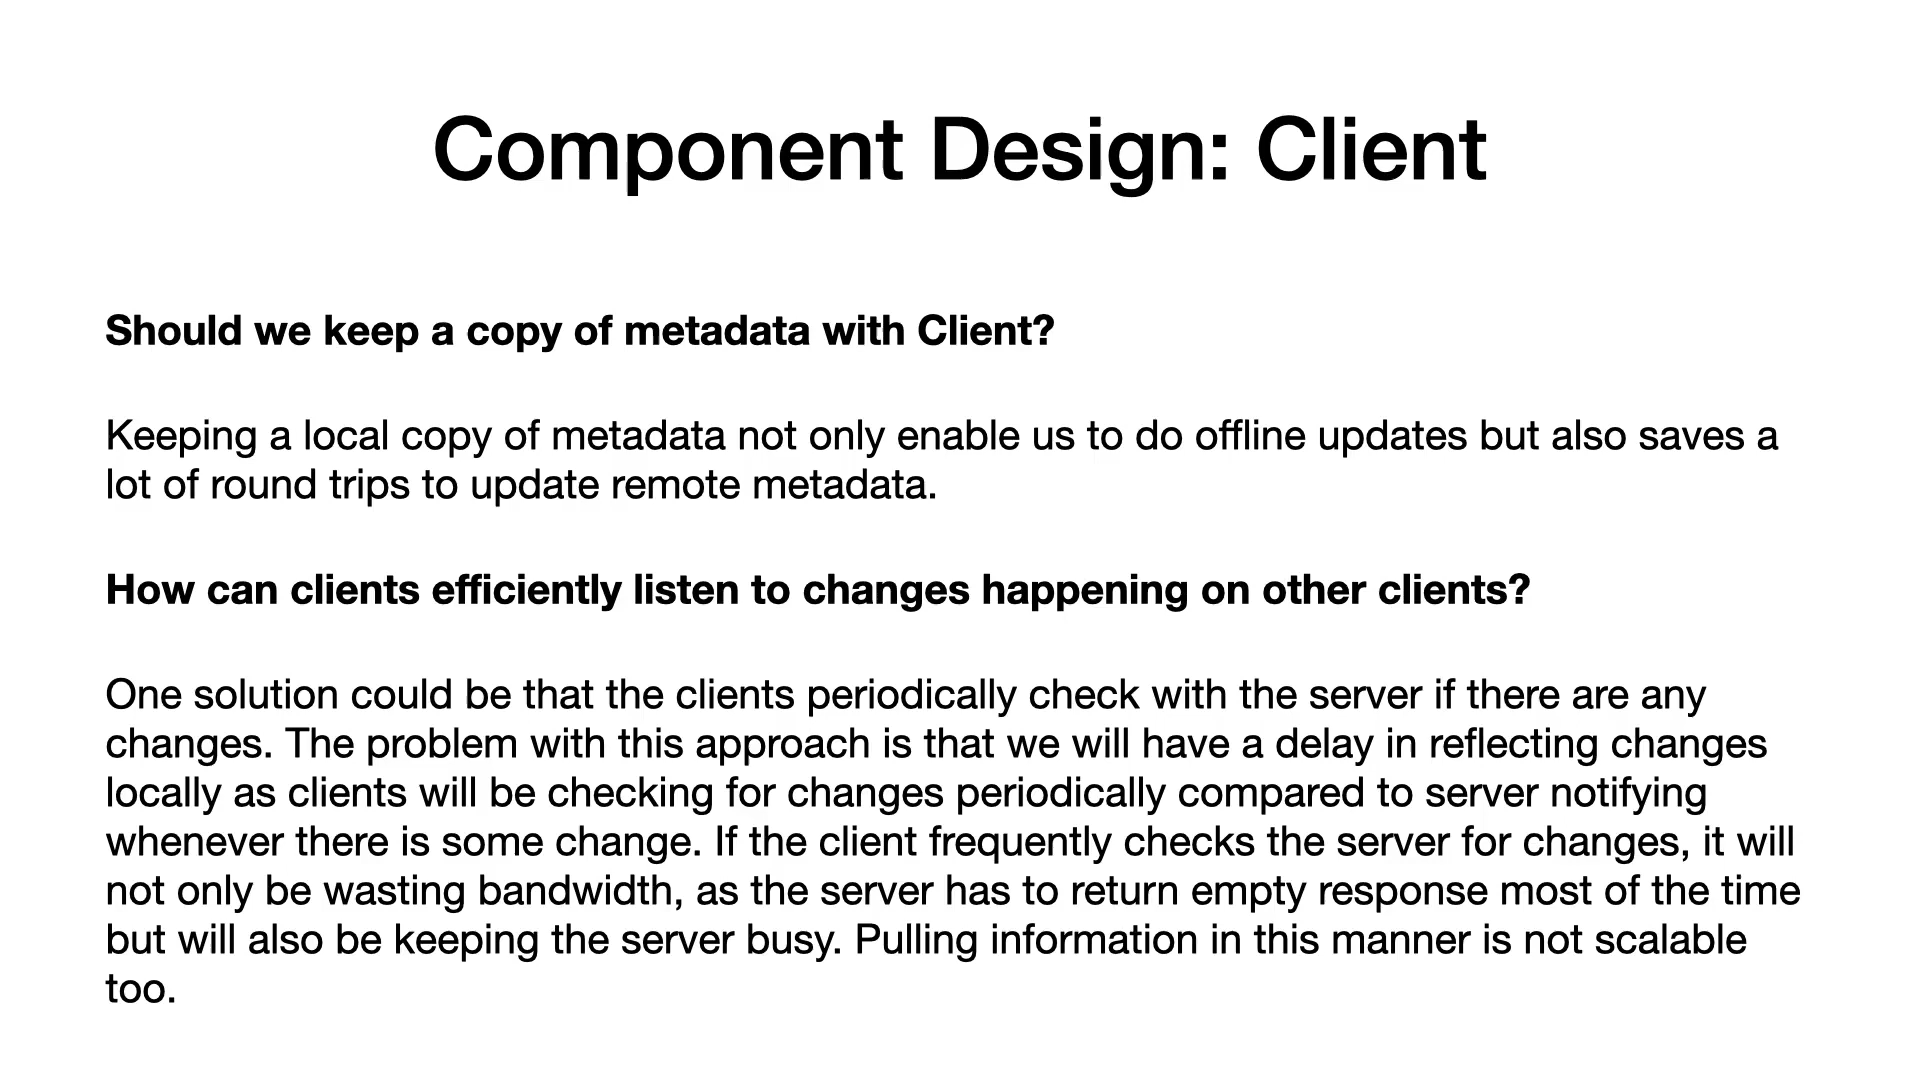 Component Design: Client
Should we keep a copy of metadata with Client?
Keeping a local copy of metadata not only enable us to do offline updates but also saves a
lot of round trips to update remote metadata.
How can clients efficiently listen to changes happening on other clients?
One solution could be that the clients periodically check with the server if there are any
changes. The problem with this approach is that we will have a delay in reflecting changes
locally as clients will be checking for changes periodically compared to server notifying
whenever there is some change. If the client frequently checks the server for changes, it will
not only be wasting bandwidth, as the server has to return empty response most of the time
but will also be keeping the server busy. Pulling information in this manner is not scalable
too.